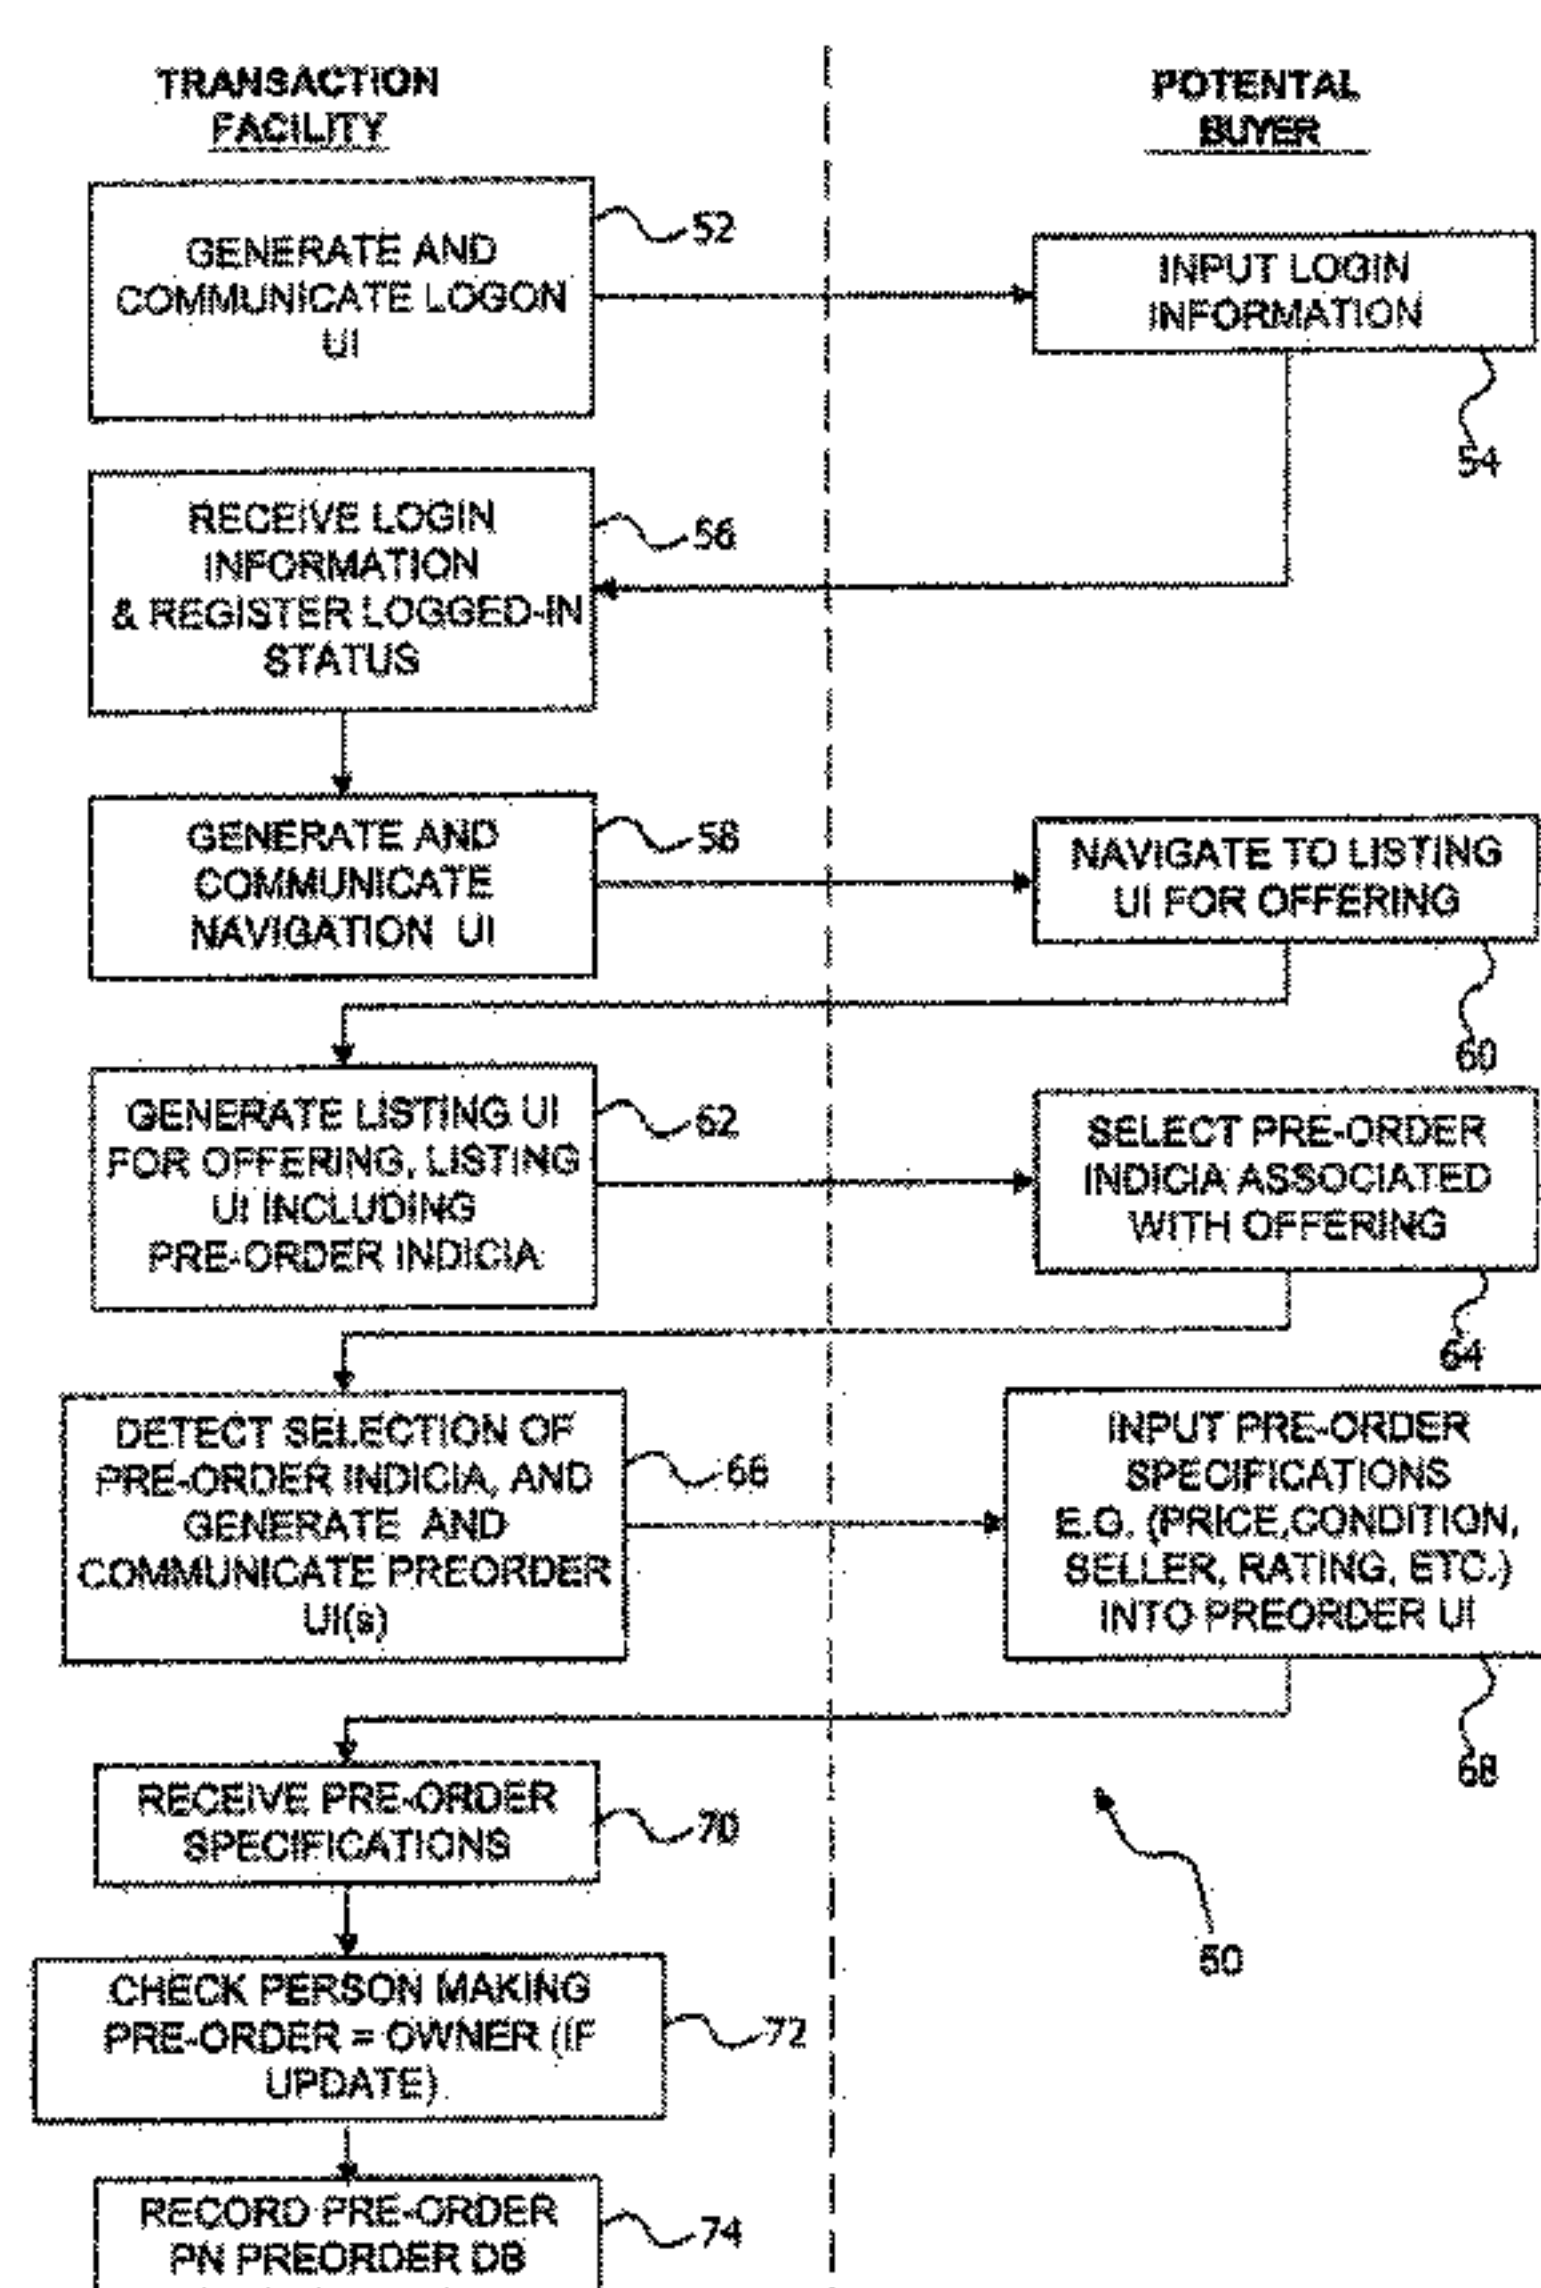 TRANSACTION
FACILITY
POTENTAL
BUYER
GENERATE AND
COMMUNICATE LOGON
UI
52
INPUT LOGIN
INFORMATION
54
RECEIVE LOGIN
INFORMATION
& REGISTER LOGGED-IN
STATUS
56
GENERATE AND
COMMUNICATE
NAVIGATION UI
58
NAVIGATE TO LISTING
UI FOR OFFERING
60
GENERATE LISTING UI
FOR OFFERING, LISTING
UI INCLUDING
PRE-ORDER INDICIA
62
SELECT PRE-ORDER
INDICIA ASSOCIATED
WITH OFFERING
64
DETECT SELECTION OF
PRE-ORDER INDICIA, AND
GENERATE AND
COMMUNICATE PREORDER
UI(s)
66
INPUT PRE-ORDER
SPECIFICATIONS
E.G. (PRICE,CONDITION,
SELLER, RATING, ETC.)
INTO PREORDER UI
68
RECEIVE PRE-ORDER
SPECIFICATIONS
70
50
CHECK PERSON MAKING
PRE-ORDER = OWNER (IF
UPDATE)
72
RECORD PRE-ORDER
PN PREORDER DB
74